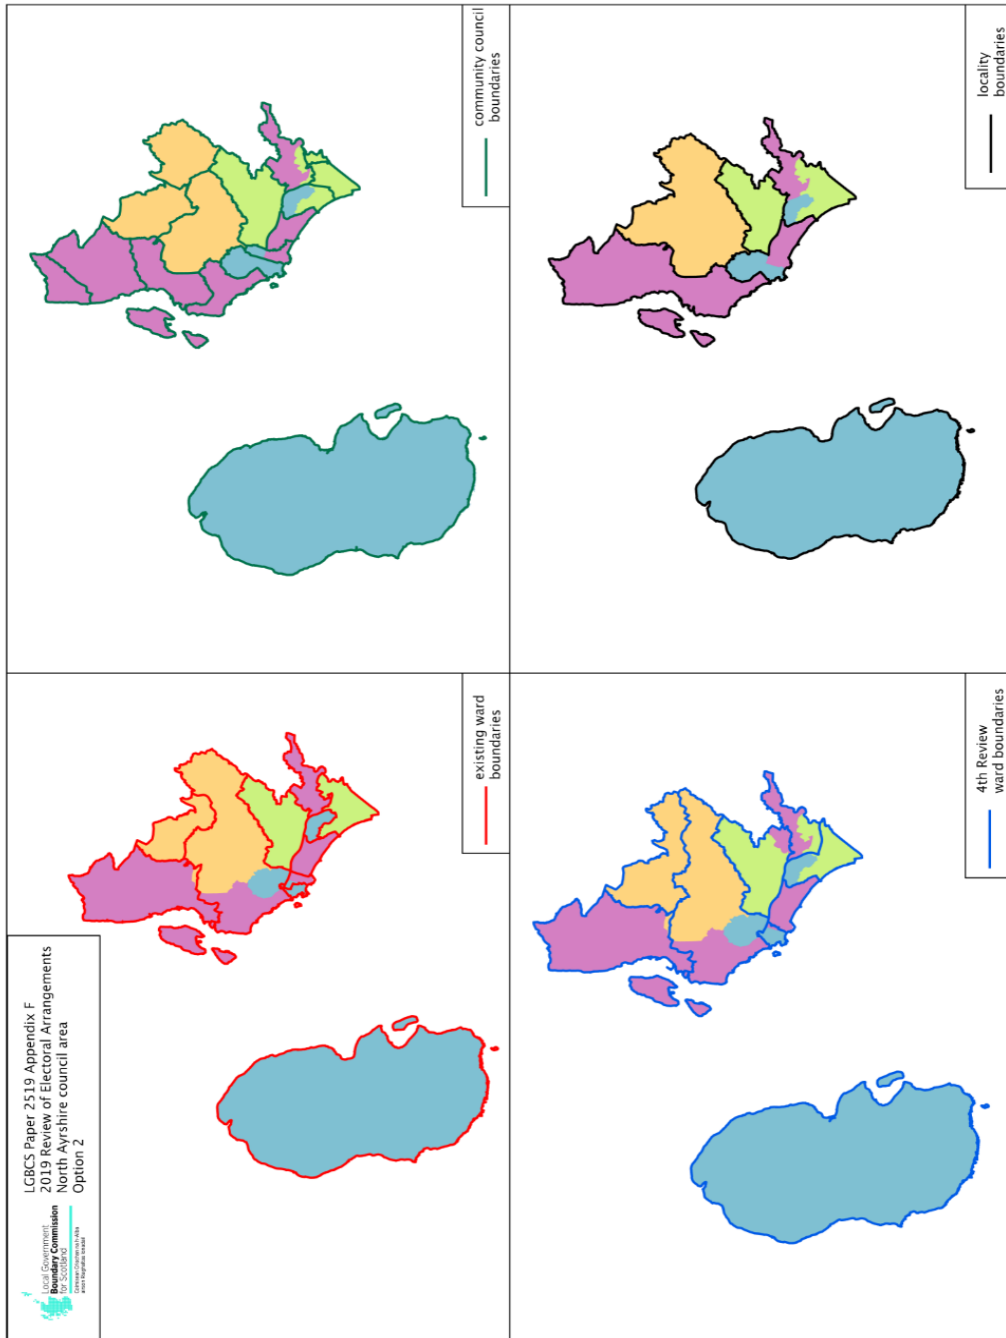 LGBCS Paper 2519 Appendix F
2019 Review of Electoral Arrangements
North Ayrshire council area
Option 2
Local Government
Boundary Commission
for Scotland
existing ward
boundaries
community council
boundaries
4th Review
ward boundaries
locality
boundaries